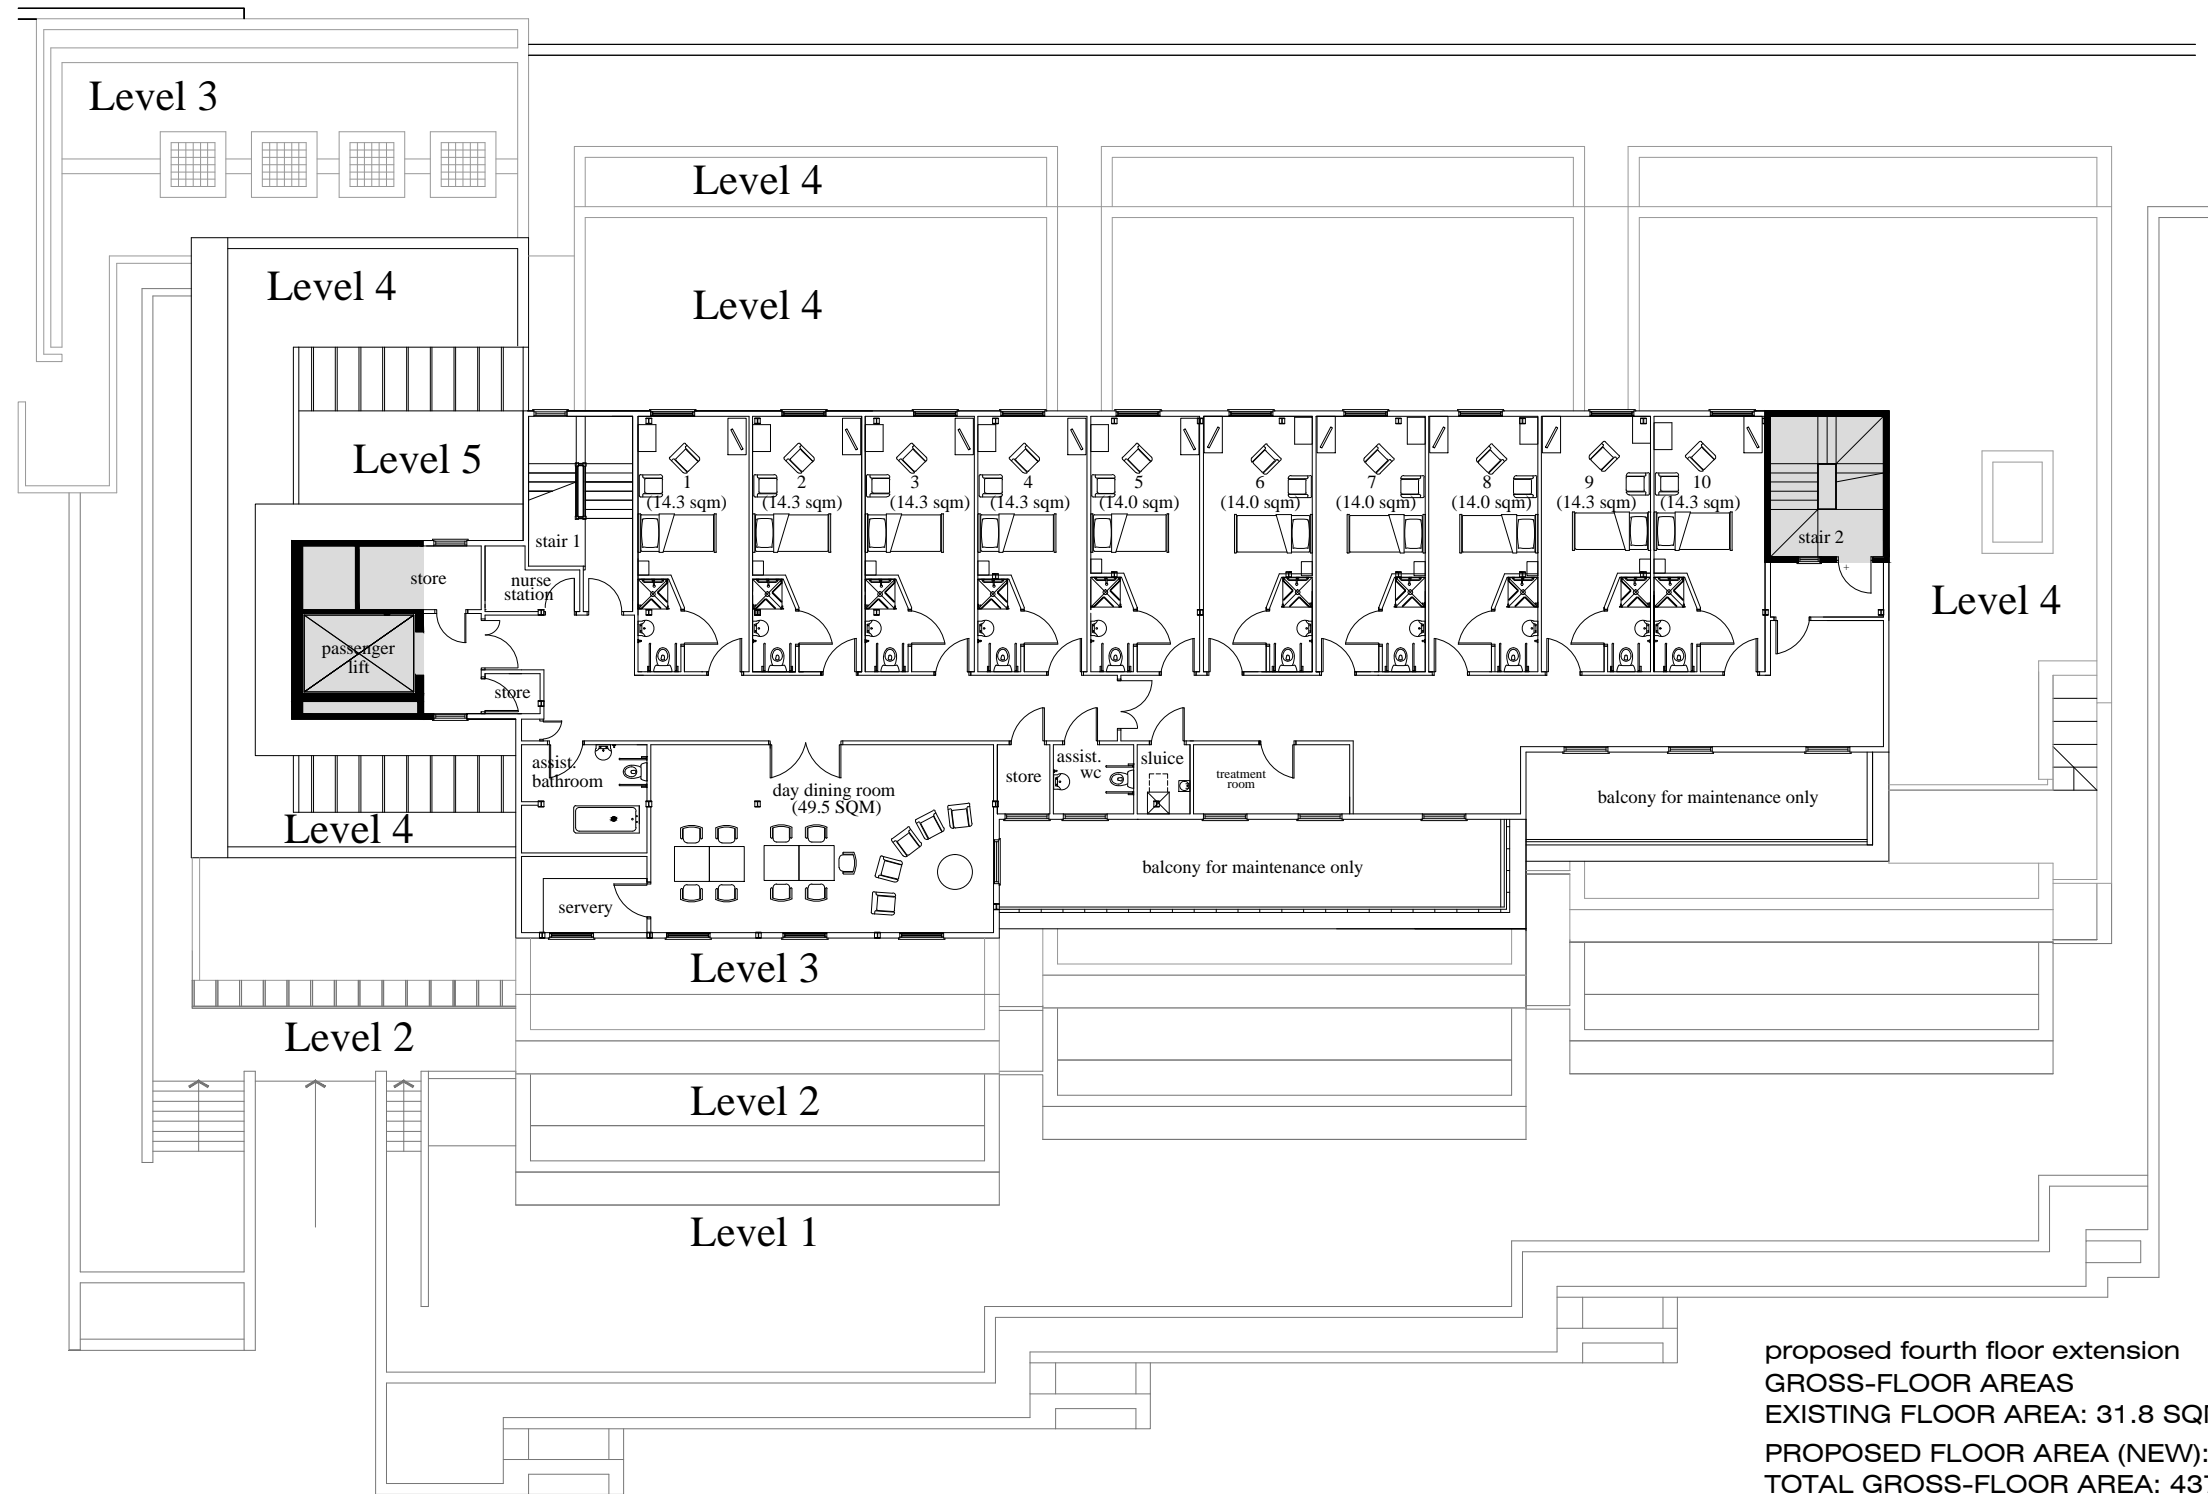 Level 3
Level 4
Level 4
Level 4
Level 5
1
(14.3 sqm)
2
(14.3 sqm)
3
(14.3 sqm)
4
(14.3 sqm)
5
(14.0 sqm)
6
(14.0 sqm)
7
(14.0 sqm)
8
(14.0 sqm)
9
(14.3 sqm)
10
(14.3 sqm)
stair 1
stair 2
store
nurse
station
Level 4
passenger
lift
store
assist.
bathroom
day dining room
(49.5 SQM)
store
assist.
wc
sluice
treatment
room
balcony for maintenance only
Level 4
balcony for maintenance only
servery
Level 3
Level 2
Level 2
Level 1
proposed fourth floor extension
GROSS-FLOOR AREAS
EXISTING FLOOR AREA: 31.8
PROPOSED FLOOR AREA (NEW):
TOTAL GROSS-FLOOR AREA: